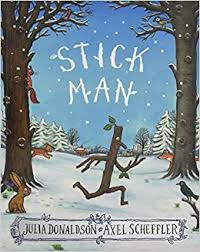 STICK
MAN
JULIA DONALDSON • AXEL SCHEFFLER